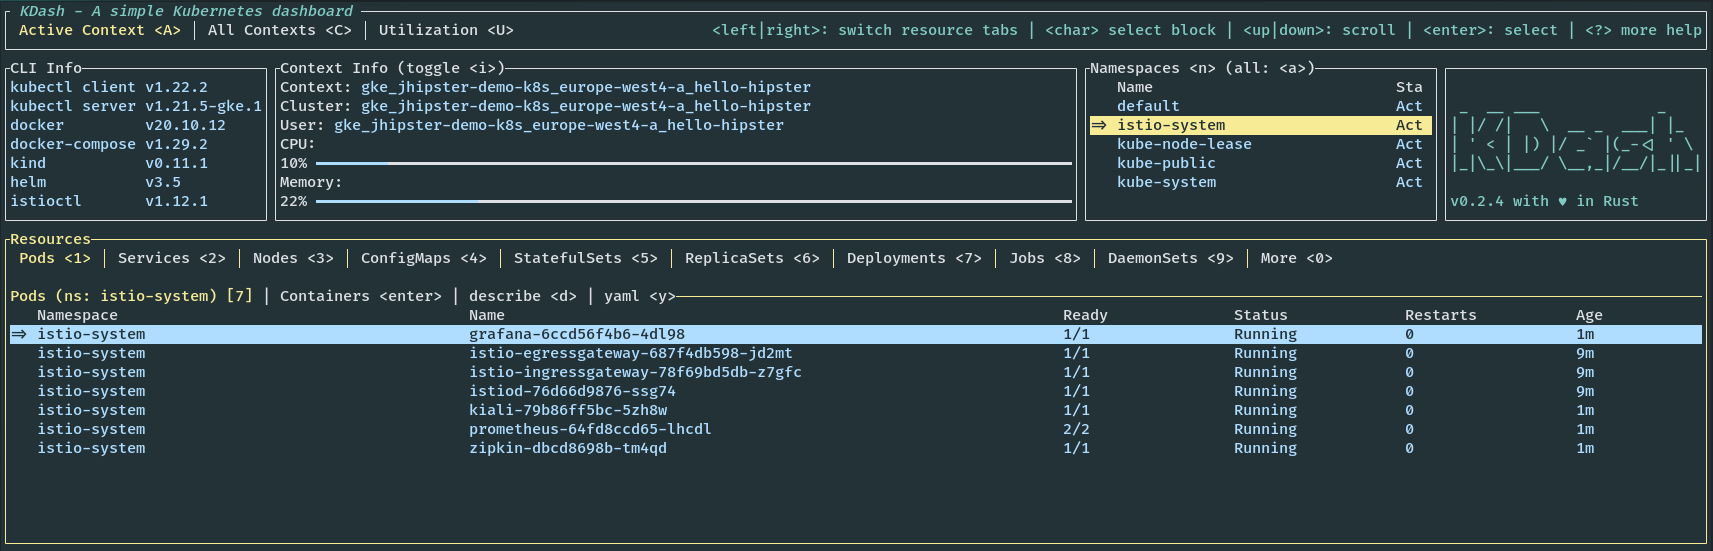 KDash - A simple Kubernetes dashboard
Active Context <A> │ All Contexts <C> │ Utilization <U> <left|right>: switch resource tabs | <char> select block | <up|down>: scroll | <enter>: select | <?> more help
CLI Info
kubectl client v1.22.2
kubectl server v1.21.5-gke.1
docker v20.10.12
docker-compose v1.29.2
kind v0.11.1
helm v3.5
istioctl v1.12.1
Context Info (toggle <i>)
Context: gke_jhipster-demo-k8s_europe-west4-a_hello-hipster
Cluster: gke_jhipster-demo-k8s_europe-west4-a_hello-hipster
User: gke_jhipster-demo-k8s_europe-west4-a_hello-hipster
CPU:
10%
Memory:
22%
Namespaces <n> (all: <a>)
Name Sta
default Act
=> istio-system Act
kube-node-lease Act
kube-public Act
kube-system Act
KDash
v0.2.4 with ♥ in Rust
Resources
Pods <1> │ Services <2> │ Nodes <3> │ ConfigMaps <4> │ StatefulSets <5> │ ReplicaSets <6> │ Deployments <7> │ Jobs <8> │ DaemonSets <9> │ More <0>
Pods (ns: istio-system) [7] | Containers <enter> | describe <d> | yaml <y>
Namespace Name Ready Status Restarts Age
=> istio-system grafana-6ccd56f4b6-4dl98 1/1 Running 0 1m
istio-system istio-egressgateway-687f4db598-jd2mt 1/1 Running 0 9m
istio-system istio-ingressgateway-78f69bd5db-z7gfc 1/1 Running 0 9m
istio-system istiod-76d66d9876-ssg74 1/1 Running 0 9m
istio-system kiali-79b86ff5bc-5zh8w 1/1 Running 0 1m
istio-system prometheus-64fd8ccd65-lhcdl 2/2 Running 0 1m
istio-system zipkin-dbcd8698b-tm4qd 1/1 Running 0 1m